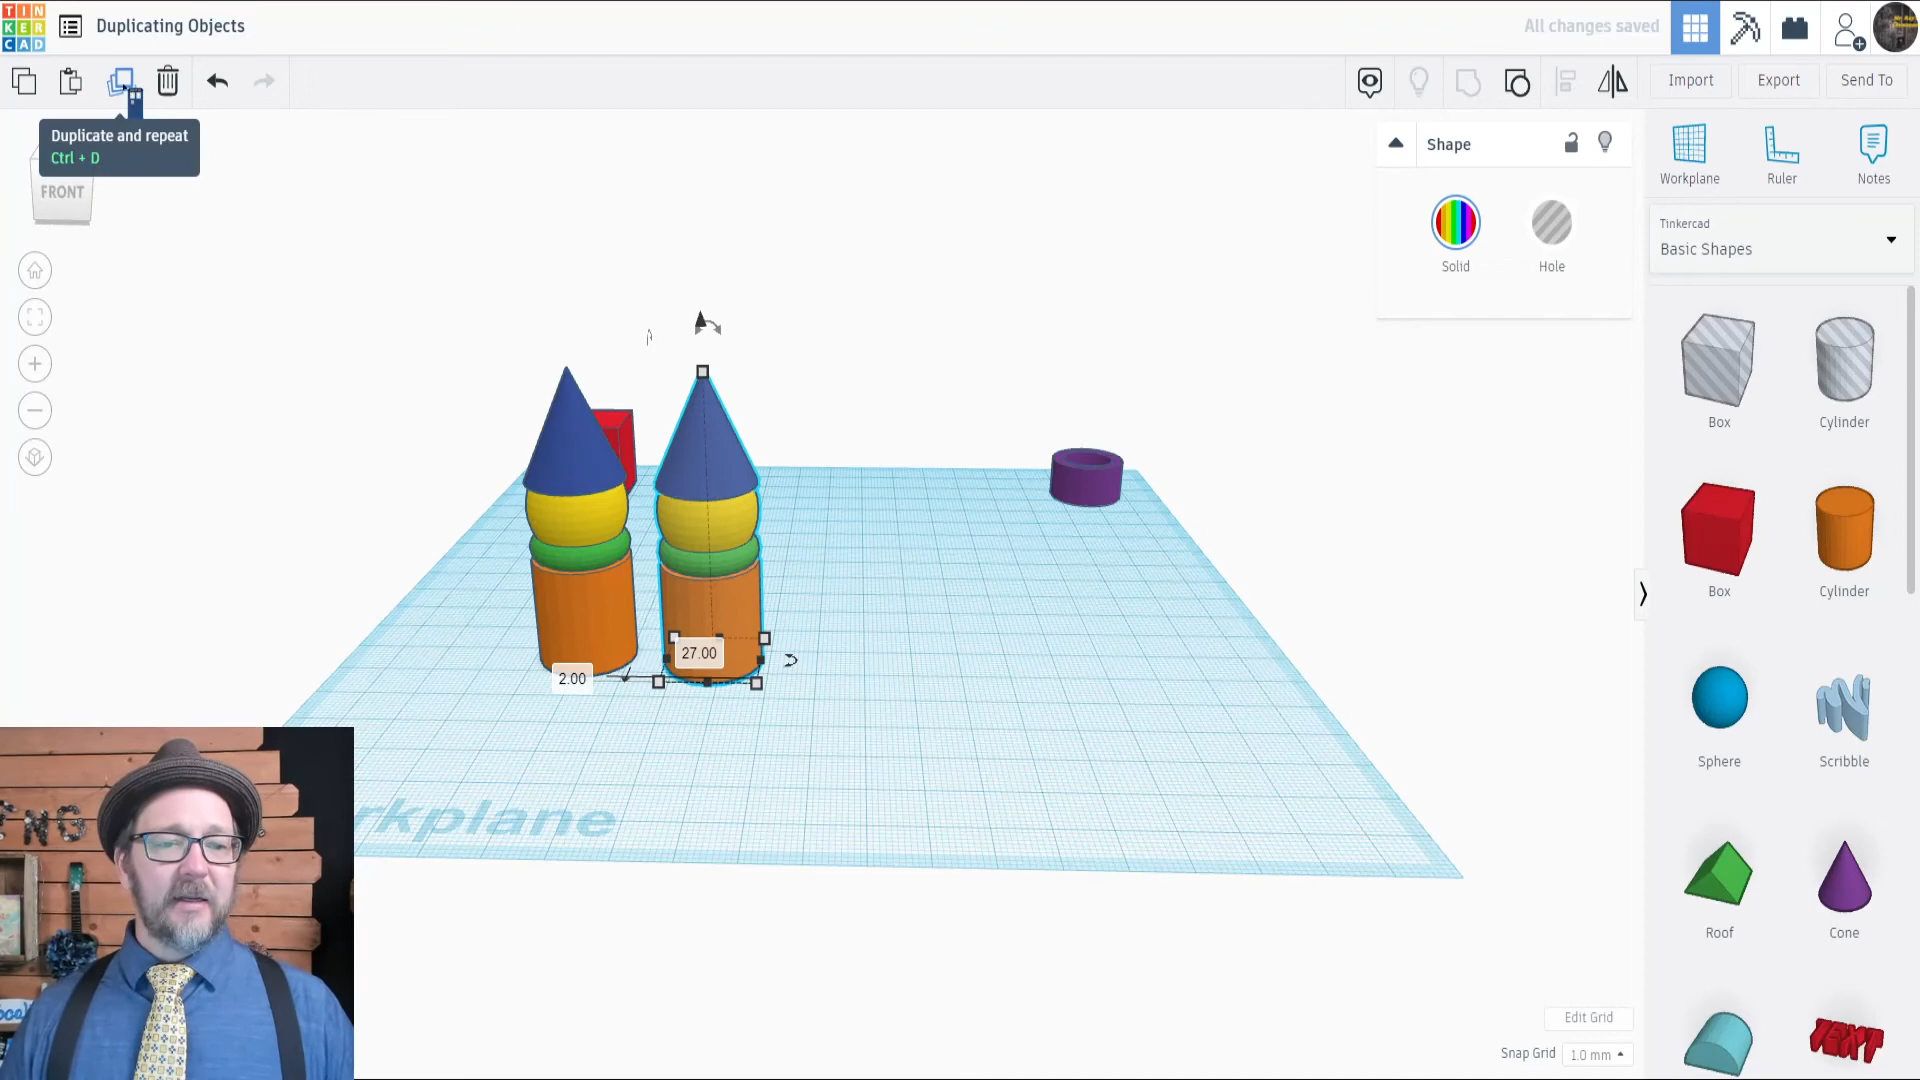 TIN
KER
CAD
Duplicating Objects
All changes saved
Import
Export
Send To
Duplicate and repeat
Ctrl + D
FRONT
Shape
Solid
Hole
Workplane
Ruler
Notes
Tinkercad
Basic Shapes
Box
Cylinder
Box
Cylinder
Sphere
Scribble
Roof
Cone
TEXT
27.00
2.00
rkplane
Edit Grid
Snap Grid
1.0 mm